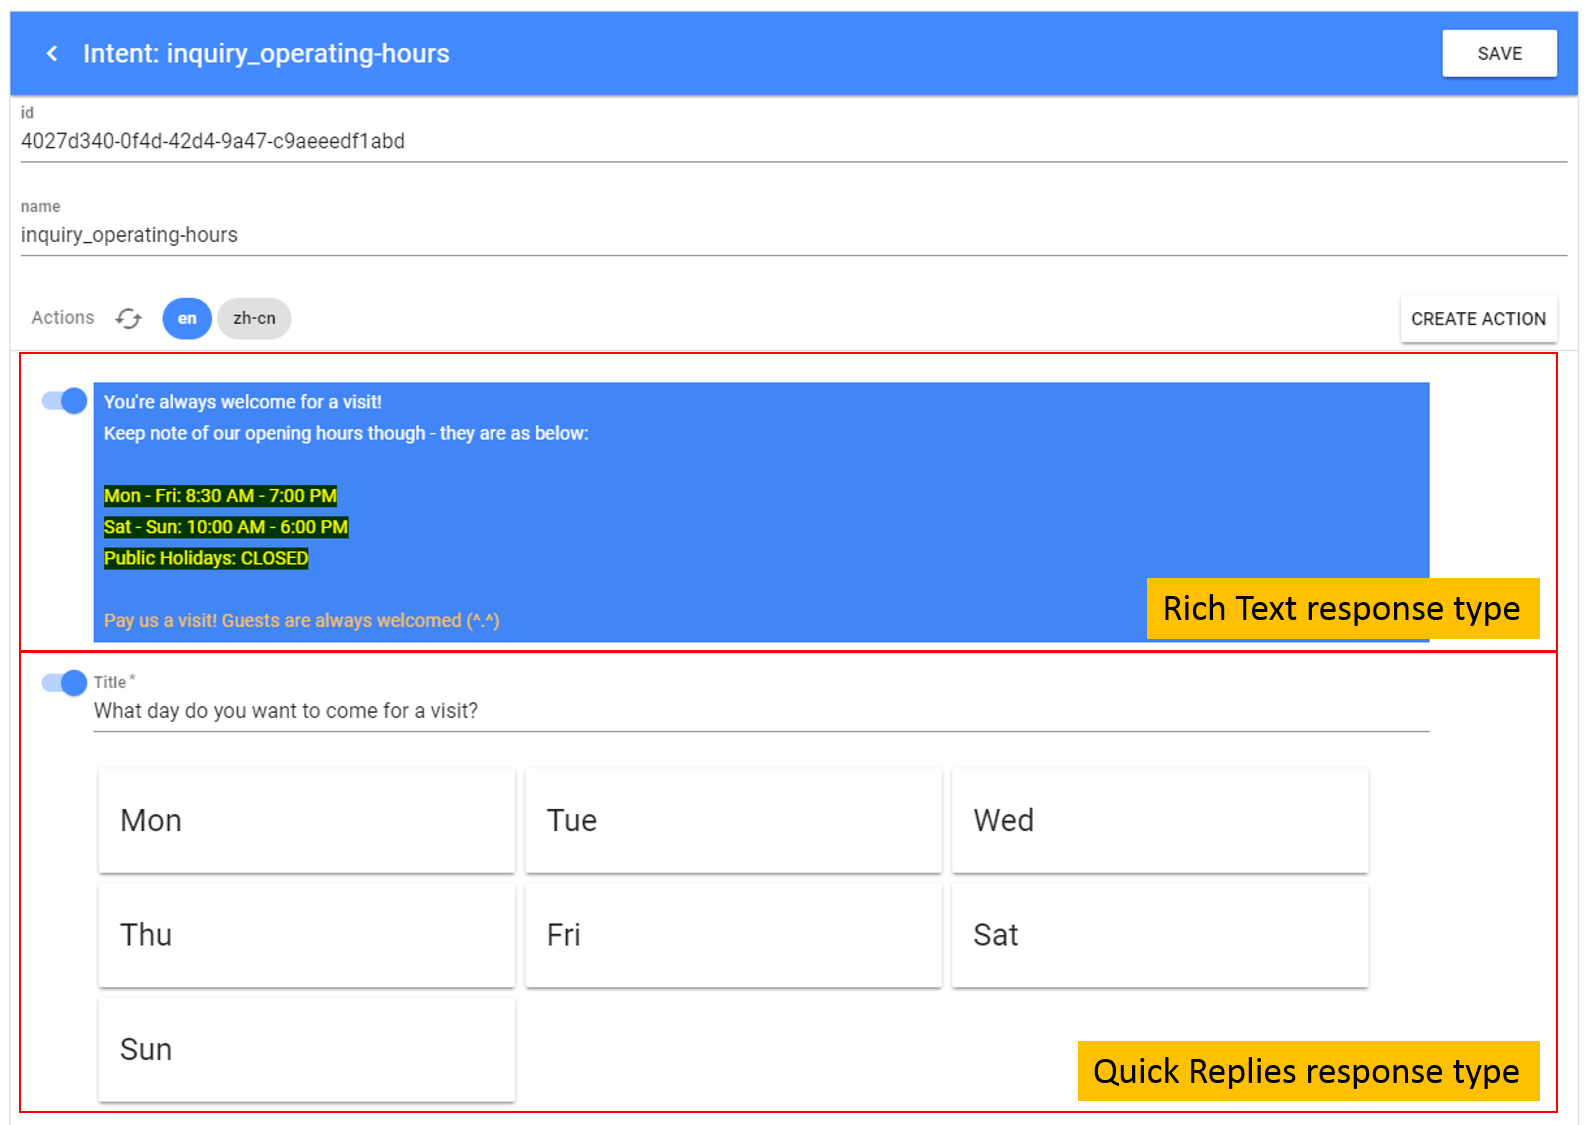 Intent: inquiry_operating-hours
SAVE
id
4027d340-0f4d-42d4-9a47-c9aeeedf1abd
name
inquiry_operating-hours
Actions
en
zh-cn
CREATE ACTION
You're always welcome for a visit!
Keep note of our opening hours though - they are as below:
Mon - Fri: 8:30 AM - 7:00 PM
Sat - Sun: 10:00 AM - 6:00 PM
Public Holidays: CLOSED
Pay us a visit! Guests are always welcomed (^.^)
Rich Text response type
Title *
What day do you want to come for a visit?
Mon
Tue
Wed
Thu
Fri
Sat
Sun
Quick Replies response type